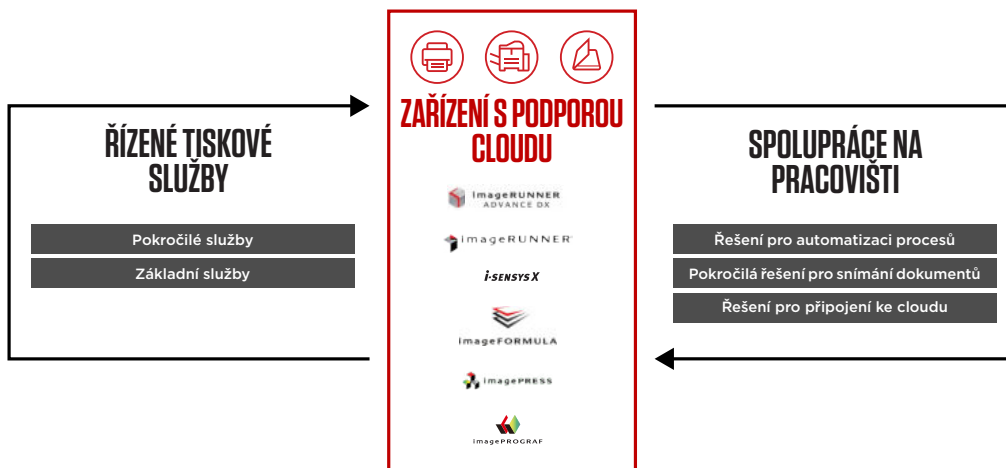 ŘÍZENÉ TISKOVÉ
SLUŽBY
Pokročilé služby
Základní služby
ZAŘÍZENÍ S PODPOROU
CLOUDU
imageRUNNER
ADVANCE DX
imageRUNNER
i-SENSYS X
imageFORMULA
imagePRESS
imagePROGRAF
SPOLUPRÁCE NA
PRACOVIŠTI
Řešení pro automatizaci procesů
Pokročilá řešení pro snímání dokumentů
Řešení pro připojení ke cloudu